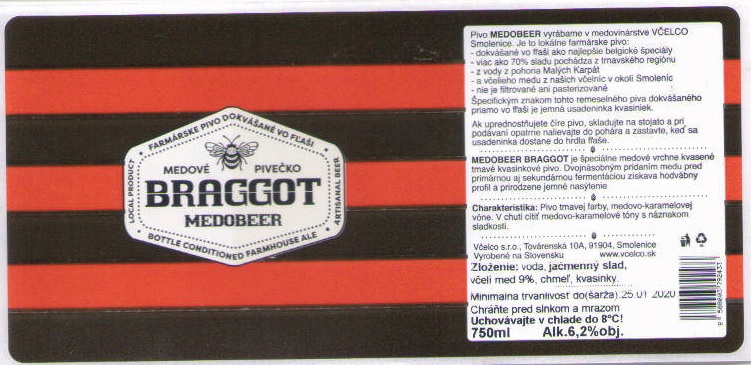 FARMÁRSKE PIVO DOKVÁŠANÉ VO FĽAŠI
LOCAL PRODUCT
MEDOVÉ PIVEČKO
BRAGGOT
MEDOBEER
ARTISANAL BEER
BOTTLE CONDITIONED FARMHOUSE ALE
Pivo MEDOBEER vyrábame v medovinárstve VČELCO
Smolenice. Je to lokálne farmárske pivo:
- dokvášané vo fľaši ako najlepšie belgické špeciály
- viac ako 70% sladu pochádza z trnavského regiónu
- z vody z pohoria Malých Karpát
- a včelieho medu z našich včelníc v okolí Smoleníc
- nie je filtrované ani pasterizované
Špecifickým znakom tohto remeselného piva dokvášaného
priamo vo fľaši je jemná usadeninka kvasiniek.
Ak uprednostňujete číre pivo, skladujte na stojato a pri
podávaní opatrne nalievajte do pohára a zastavte, keď sa
usadeninka dostane do hrdla fľaše.
MEDOBEER BRAGGOT je špeciálne medové vrchne kvasené
tmavé kvasinkové pivo. Dvojnásobným pridaním medu pred
primárnou aj sekundárnou fermentáciou získava hodvábny
profil a prirodzene jemné nasýtenie
Charakteristika: Pivo tmavej farby, medovo-karamelovej
vône. V chuti cítiť medovo-karamelové tóny s náznakom
sladkosti.
Včelco s.r.o., Továrenská 10A, 91904, Smolenice
Vyrobené na Slovensku www.vcelco.sk
Zloženie: voda, jačmenný slad,
včelí med 9%, chmeľ, kvasinky.
Minimálna trvanlivosť do(šarža):25 01 2020
Chráňte pred slnkom a mrazom
Uchovávajte v chlade do 8ºC!
750ml Alk.6,2%obj.